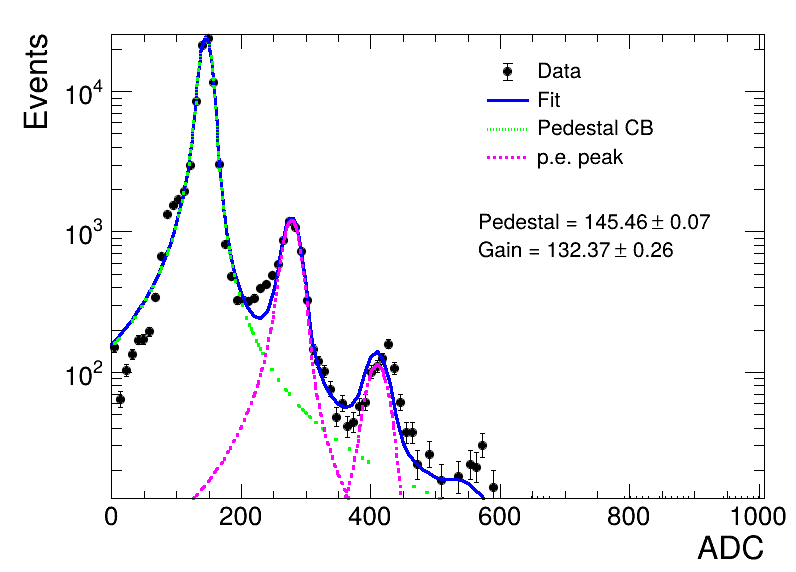 Events
10⁴
10³
10²
Data
Fit
Pedestal CB
p.e. peak
Pedestal = 145.46 ± 0.07
Gain = 132.37 ± 0.26
0 200 400 600 800 1000
ADC